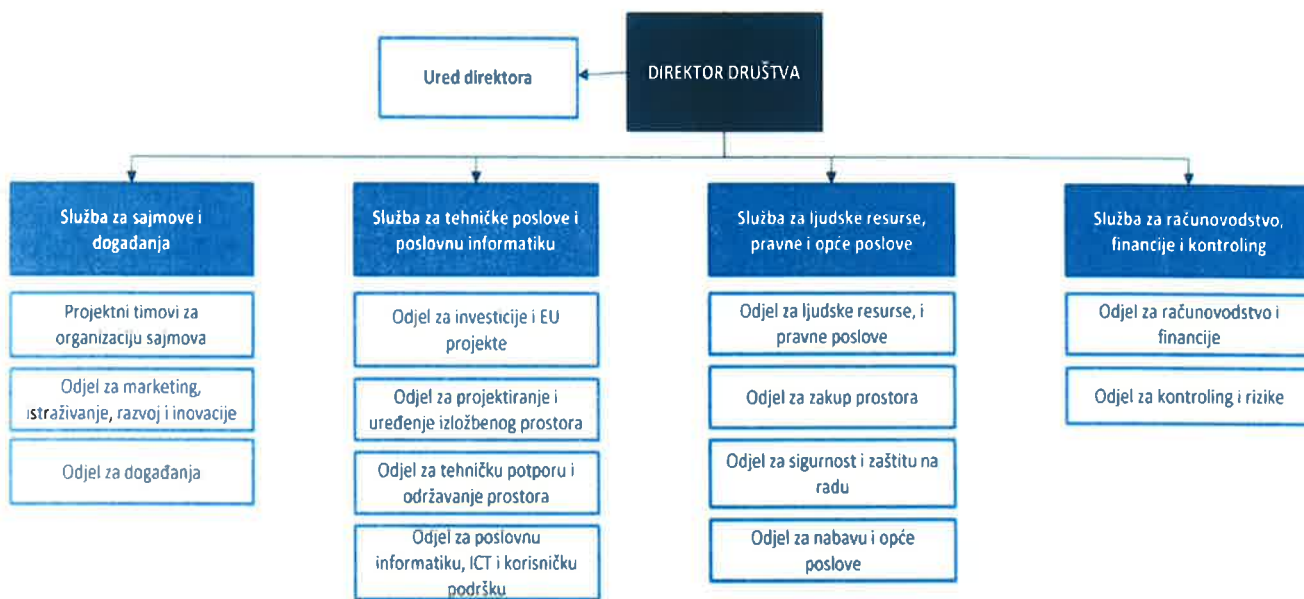 Ured direktora
DIREKTOR DRUŠTVA
Služba za sajmove i
događanja
Projektni timovi za
organizaciju sajmova
Odjel za marketing,
istraživanje, razvoj i inovacije
Odjel za događanja
Služba za tehničke poslove i
poslovnu informatiku
Odjel za investicije i EU
projekte
Odjel za projektiranje i
uređenje izložbenog prostora
Odjel za tehničku potporu i
održavanje prostora
Odjel za poslovnu
informatiku, ICT i korisničku
podršku
Služba za ljudske resurse,
pravne i opće poslove
Odjel za ljudske resurse, i
pravne poslove
Odjel za zakup prostora
Odjel za sigurnost i zaštitu na
radu
Odjel za nabavu i opće
poslove
Služba za računovodstvo,
financije i kontroling
Odjel za računovodstvo i
financije
Odjel za kontroling i rizike